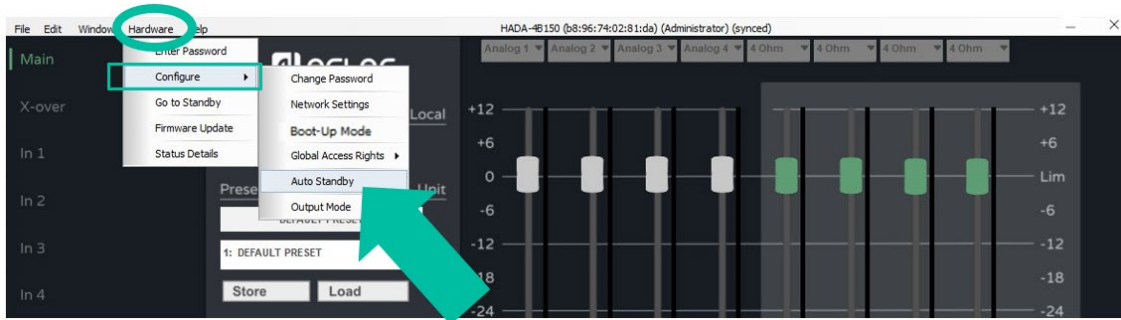 File Edit Window Hardware Help HADA-4B150 (b8:96:74:02:81:da) (Administrator) (synced)
Analog 1 Analog 2 Analog 3 Analog 4 4 Ohm 4 Ohm 4 Ohm 4 Ohm
Main
X-over
In 1
In 2
In 3
In 4
Enter Password
Configure
Go to Standby
Firmware Update
Status Details
Change Password
Network Settings
Boot-Up Mode
Global Access Rights
Auto Standby
Output Mode
Local
Unit
DEFAULT PRESET
1: DEFAULT PRESET
Store Load
+12 +12
+6 +6
0 Lim
-6 -6
-12 -12
-18 -18
-24 -24